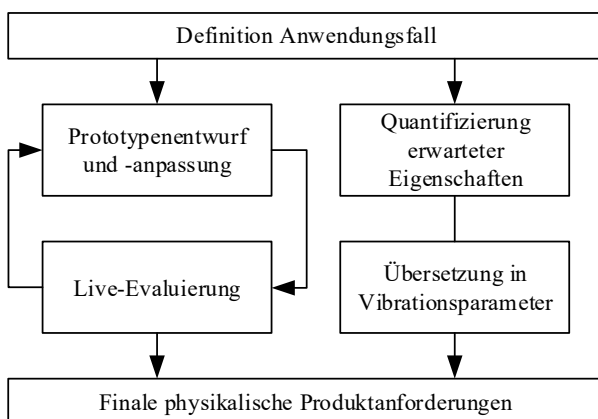 Definition Anwendungsfall
Prototypenentwurf
und -anpassung
Quantifizierung
erwarteter
Eigenschaften
Live-Evaluierung
Übersetzung in
Vibrationsparameter
Finale physikalische Produktanforderungen